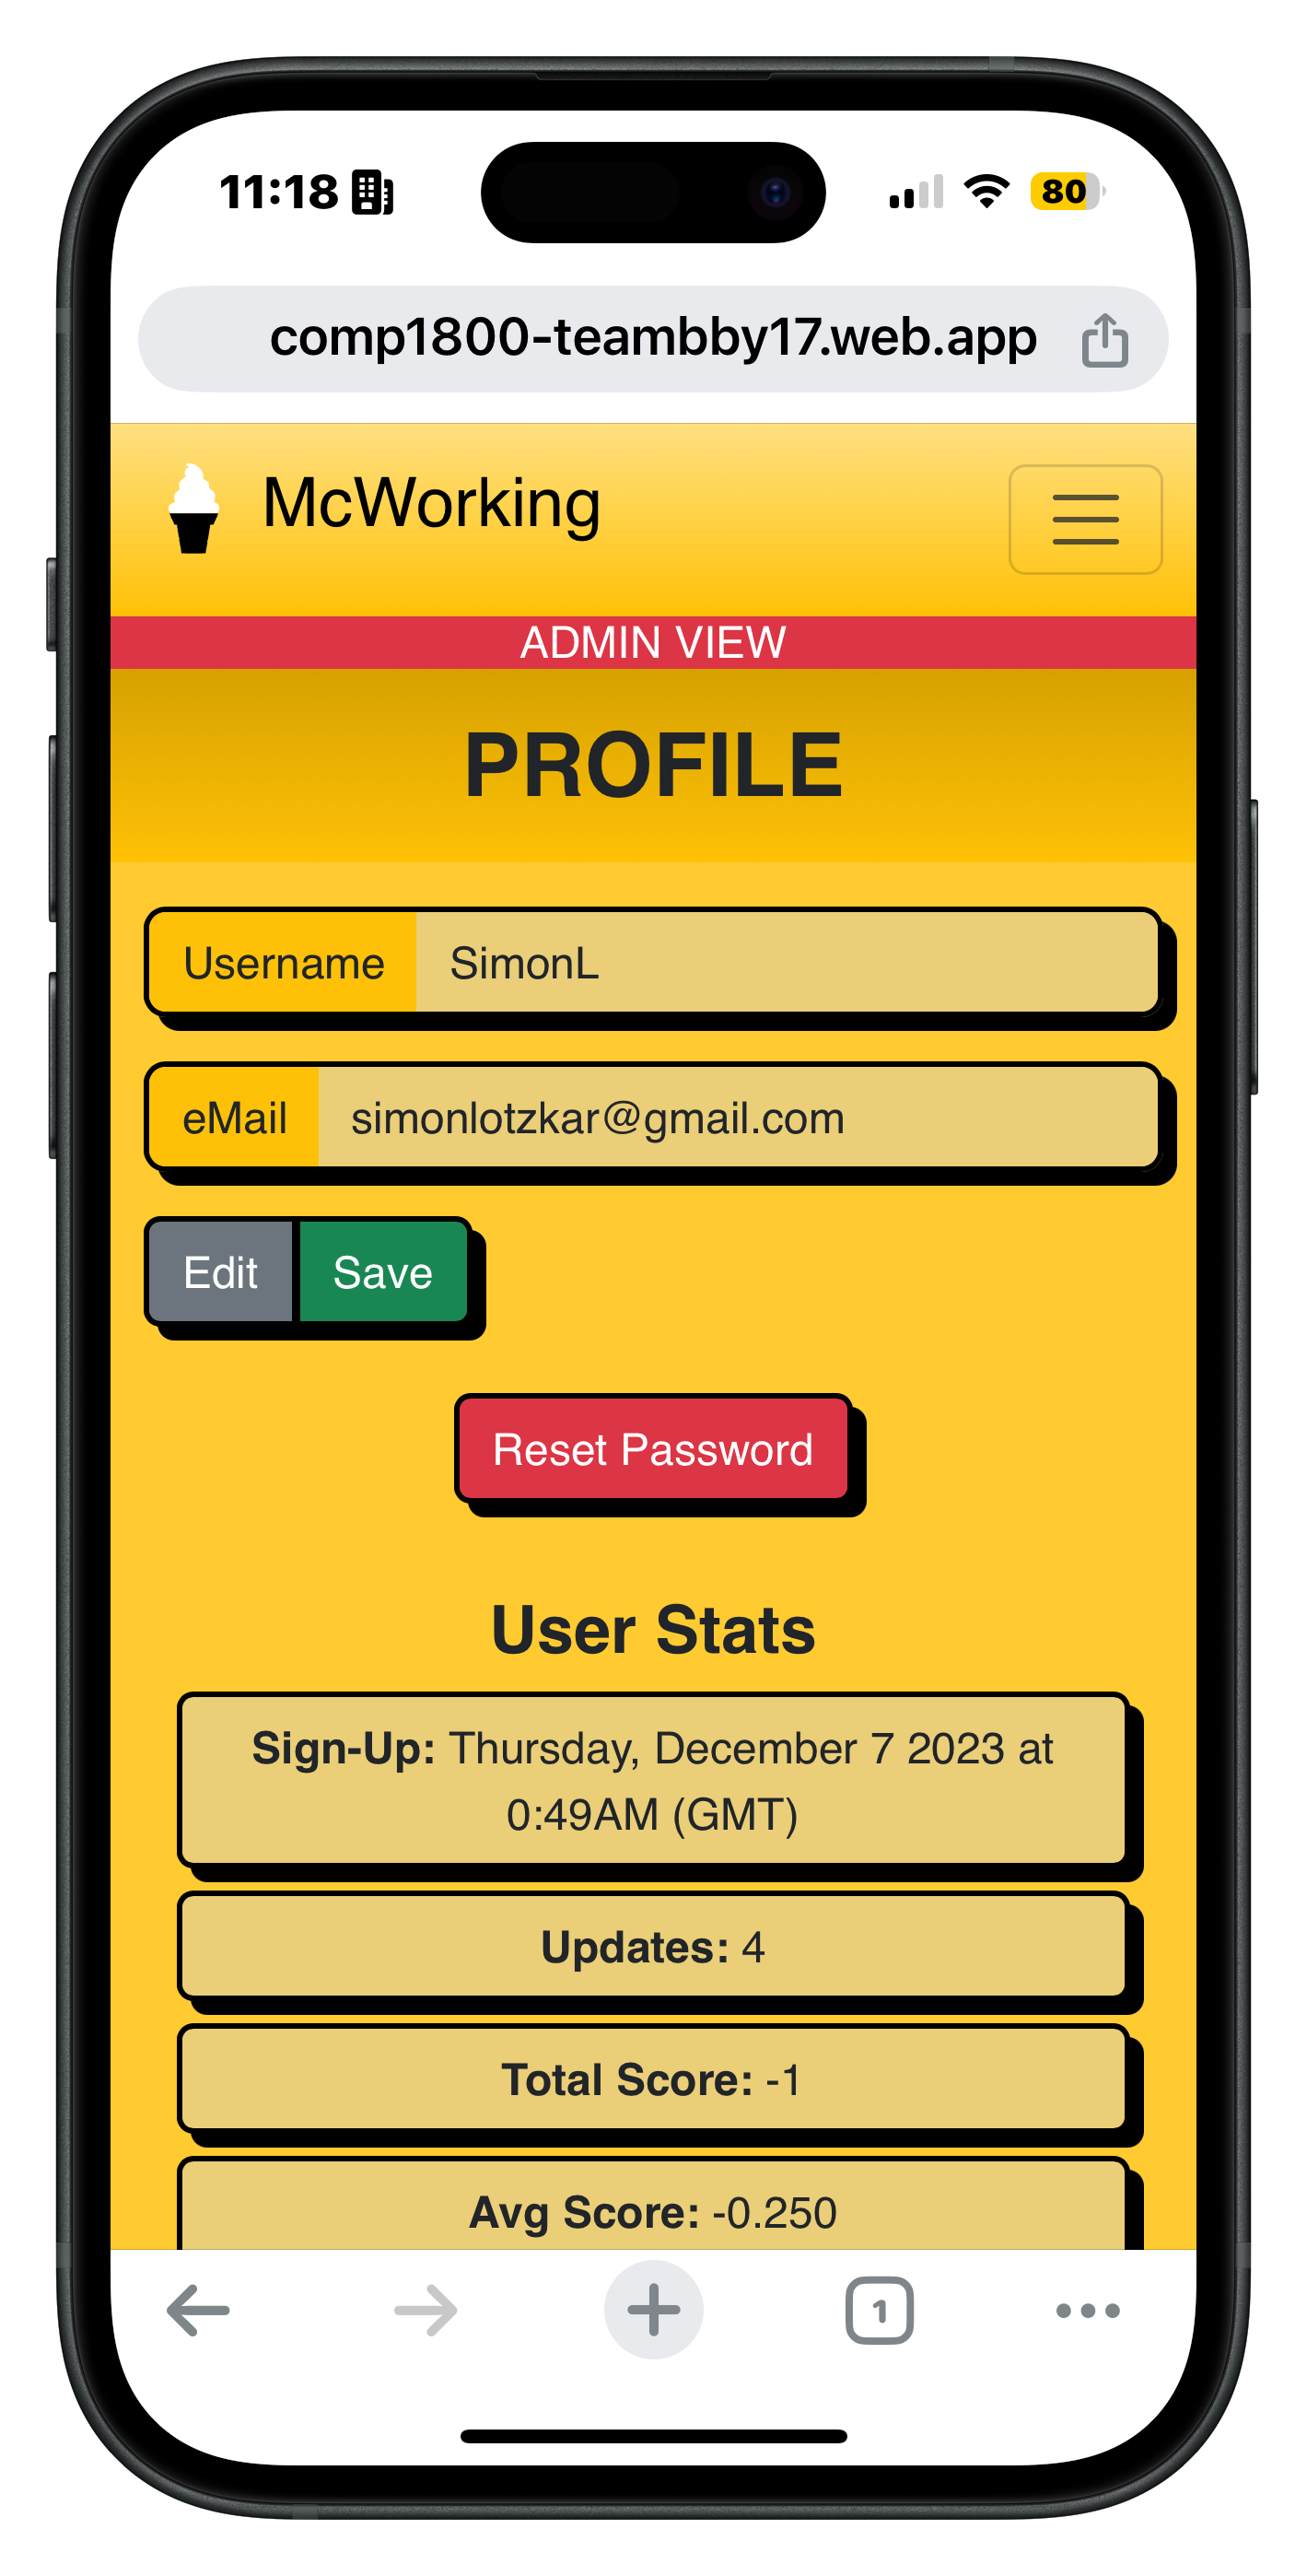 11:18
80
comp1800-teambby17.web.app
McWorking
ADMIN VIEW
PROFILE
Username SimonL
eMail simonlotzkar@gmail.com
Edit Save
Reset Password
User Stats
Sign-Up: Thursday, December 7 2023 at
0:49AM (GMT)
Updates: 4
Total Score: -1
Avg Score: -0.250
1